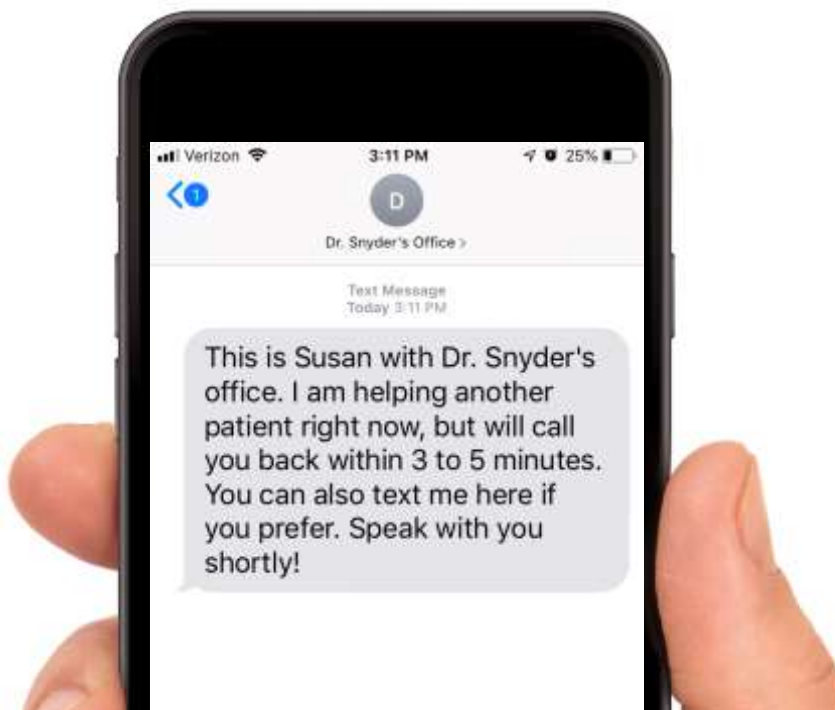 Verizon 3:11 PM 25%
1
D
Dr. Snyder's Office >
Text Message
Today 3:11 PM
This is Susan with Dr. Snyder's
office. I am helping another
patient right now, but will call
you back within 3 to 5 minutes.
You can also text me here if
you prefer. Speak with you
shortly!